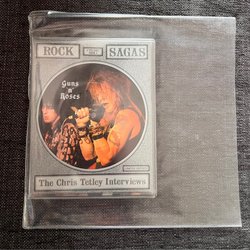 ROCK SAGAS
Guns
N'
Roses
The Chris Tetley Interviews